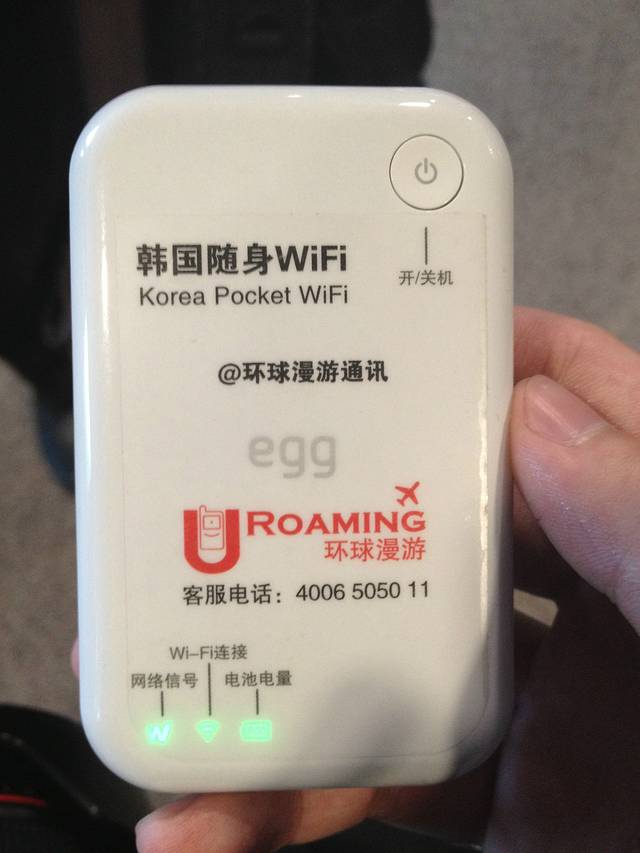 韩国随身WiFi
Korea Pocket WiFi
开/关机
@环球漫游通讯
egg
U ROAMING
环球漫游
客服电话：4006 5050 11
Wi-Fi连接
网络信号
电池电量
W